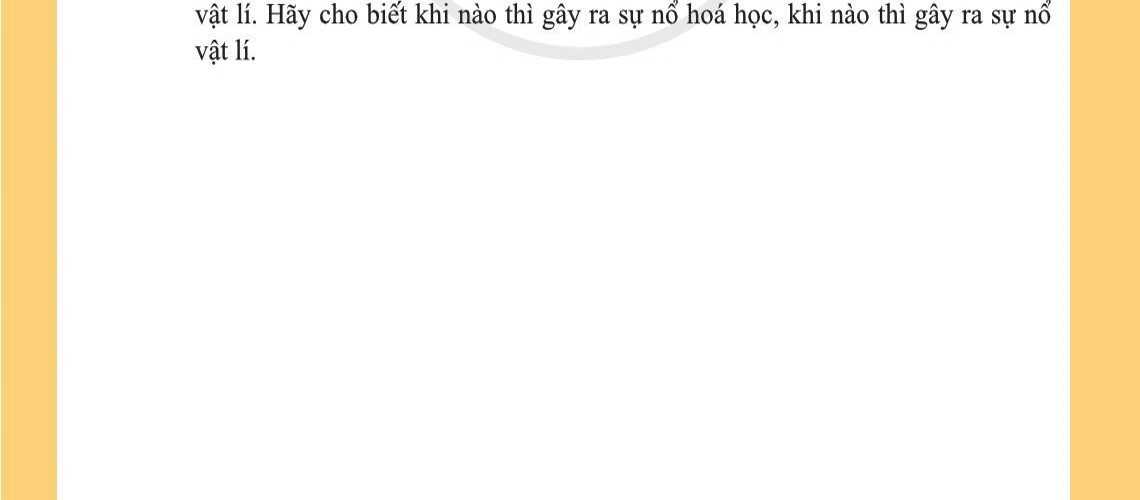 vật lí. Hãy cho biết khi nào thì gây ra sự nổ hoá học, khi nào thì gây ra sự nổ
vật lí.